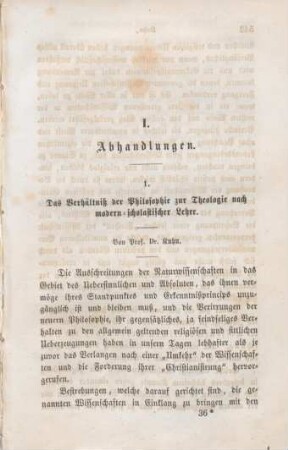 I.
Abhandlungen.
1.
Das Verhältniß der Philosophie zur Theologie nach
modern-scholastischer Lehre.
Von Prof. Dr. Kuhn.
Die Ausschreitungen der Naturwissenschaften in das
Gebiet des Uebersinnlichen und Absoluten, das ihnen ver-
möge ihres Standpunktes und Erkenntnißprincips unzu-
gänglich ist und bleiben muß, und die Verirrungen der
neuern Philosophie, ihr gegensätzliches, ja feindseliges Ver-
halten zu den allgemein geltenden religiösen und sittlichen
Ueberzeugungen haben in unsern Tagen lebhafter als je
zuvor das Verlangen nach einer „Umkehr" der Wissenschaf-
ten und die Forderung ihrer „Christianisirung" hervor-
gerufen.
Bestrebungen, welche darauf gerichtet sind, die ge-
nannten Wissenschaften in Einklang zu bringen mit den
36*